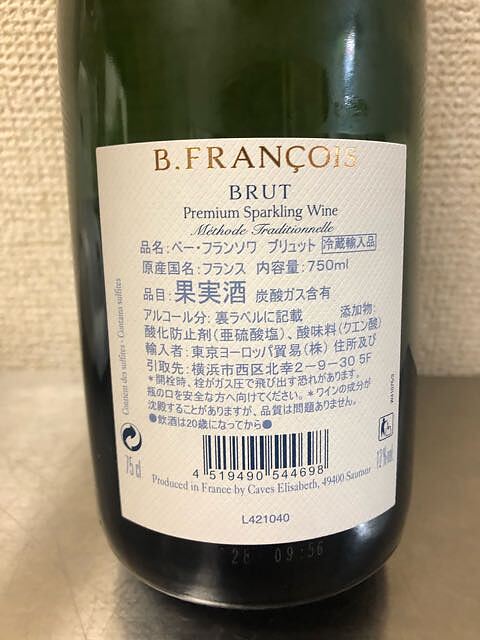 B.FRANÇOIS
BRUT
Premium Sparkling Wine
Méthode Traditionnelle
品名：ベー・フランソワ ブリュット 冷蔵輸入品
原産国名：フランス 内容量：750ml
品目：果実酒 炭酸ガス含有
アルコール分：裏ラベルに記載 添加物：
酸化防止剤（亜硫酸塩）、酸味料（クエン酸）
輸入者：東京ヨーロッパ貿易（株）住所及び
引取先：横浜市西区北幸2－9－30 5F
＊開栓時、栓がガス圧で飛び出す恐れがあります。
瓶の口を安全な方へ向けてください。＊ワインの成分が
沈殿することがありますが、品質は問題ありません。
●飲酒は20歳になってから●
Contient des sulfites - Contains sulfites
75 cl
4 519490 544698
12% vol.
Produced in France by Caves Elisabeth, 49400 Saumur
L421040
28 09:56